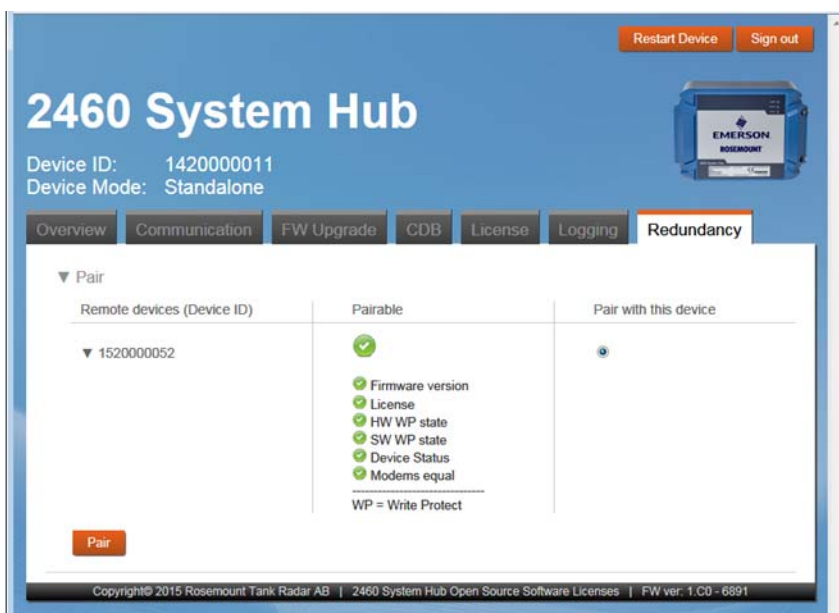 Restart Device Sign out
2460 System Hub
EMERSON
ROSEMOUNT
Device ID: 1420000011
Device Mode: Standalone
Overview Communication FW Upgrade CDB License Logging Redundancy
▼ Pair
Remote devices (Device ID) Pairable Pair with this device
▼ 1520000052
Firmware version
License
HW WP state
SW WP state
Device Status
Modems equal
------------------------------
WP = Write Protect
Pair
Copyright© 2015 Rosemount Tank Radar AB | 2460 System Hub Open Source Software Licenses | FW ver: 1.C0 - 6891